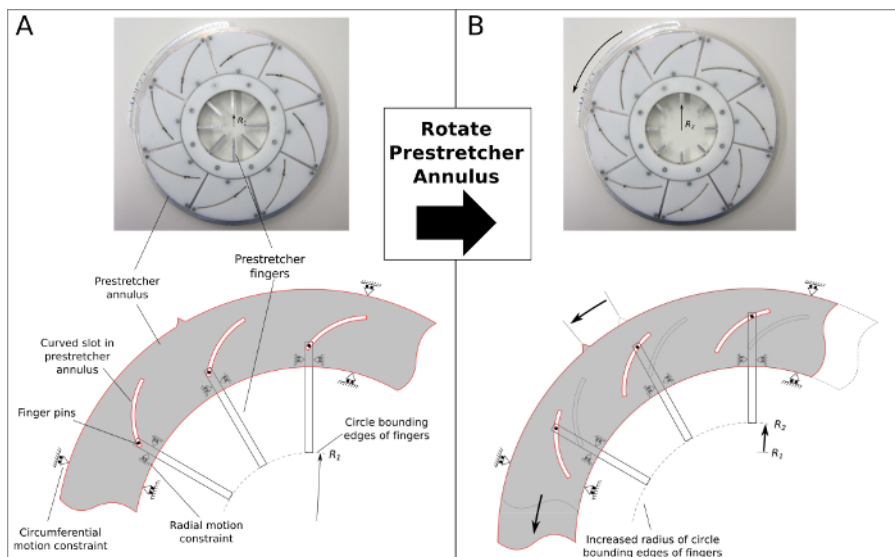 A
R₁
Prestretcher
annulus
Prestretcher
fingers
Curved slot in
prestretcher
annulus
Finger pins
Circle bounding
edges of fingers
R₁
Circumferential
motion constraint
Radial motion
constraint
Rotate
Prestretcher
Annulus
B
R₂
R₂
R₁
Increased radius of circle
bounding edges of fingers